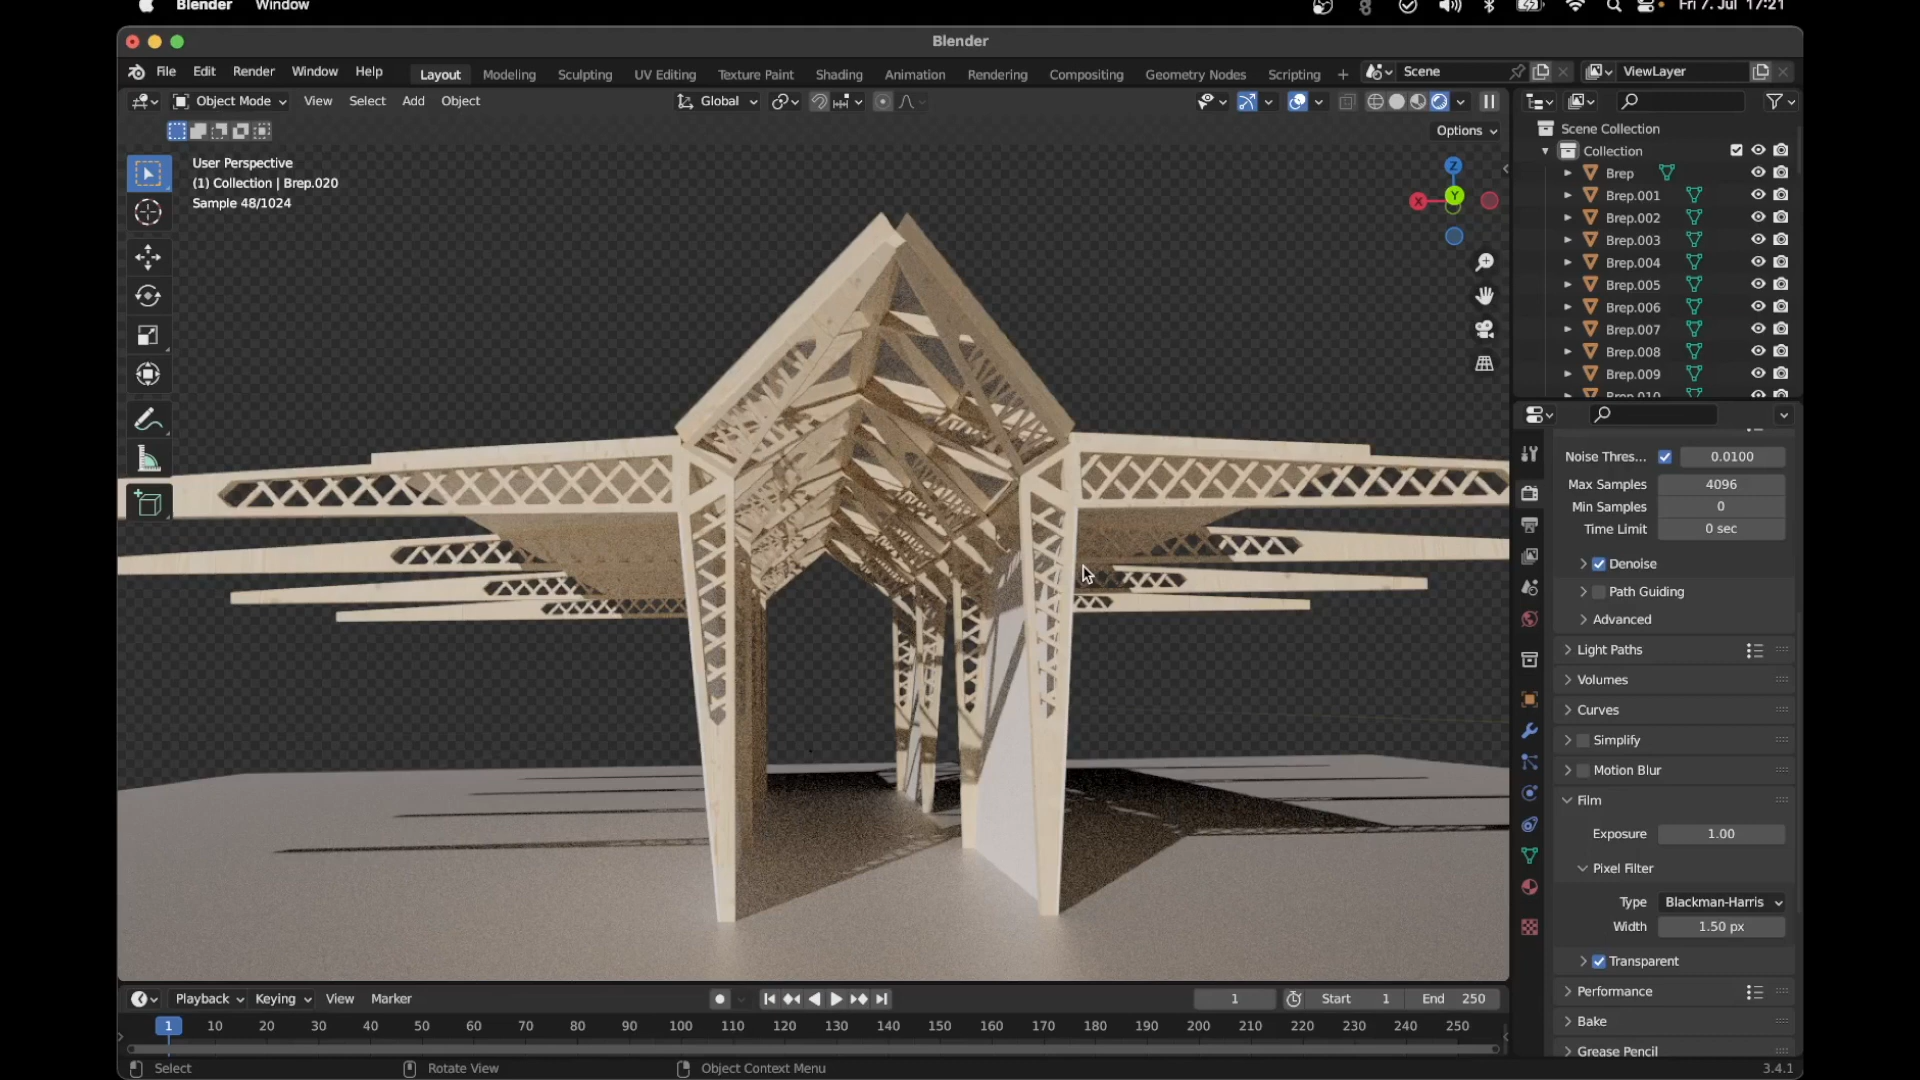 Blender Window Fri 7. Jul 17:21
Blender
File Edit Render Window Help Layout Modeling Sculpting UV Editing Texture Paint Shading Animation Rendering Compositing Geometry Nodes Scripting + Scene ViewLayer
Object Mode View Select Add Object Global
Options
User Perspective
(1) Collection | Brep.020
Sample 48/1024
Z
Y
X
Scene Collection
Collection
Brep
Brep.001
Brep.002
Brep.003
Brep.004
Brep.005
Brep.006
Brep.007
Brep.008
Brep.009
Brep.010
Noise Thres... 0.0100
Max Samples 4096
Min Samples 0
Time Limit 0 sec
Denoise
Path Guiding
Advanced
Light Paths
Volumes
Curves
Simplify
Motion Blur
Film
Exposure 1.00
Pixel Filter
Type Blackman-Harris
Width 1.50 px
Transparent
Performance
Bake
Grease Pencil
Playback Keying View Marker 1 Start 1 End 250
1 10 20 30 40 50 60 70 80 90 100 110 120 130 140 150 160 170 180 190 200 210 220 230 240 250
Select Rotate View Object Context Menu 3.4.1